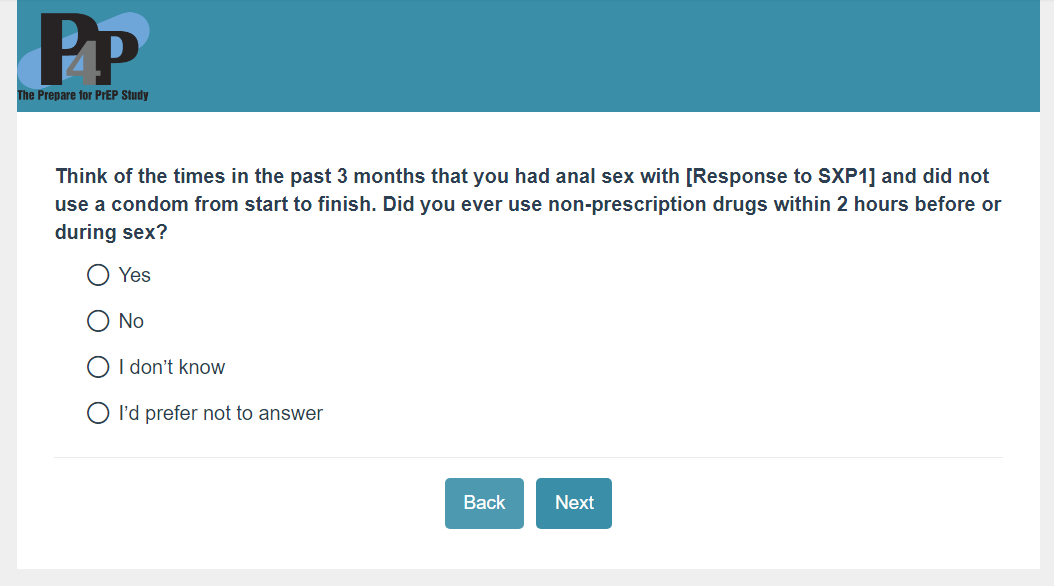 P4P
The Prepare for PrEP Study
Think of the times in the past 3 months that you had anal sex with [Response to SXP1] and did not
use a condom from start to finish. Did you ever use non-prescription drugs within 2 hours before or
during sex?
Yes
No
I don’t know
I’d prefer not to answer
Back
Next